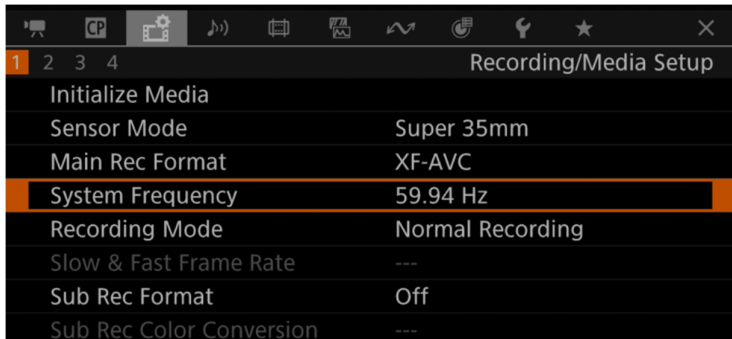 CP
1 2 3 4 Recording/Media Setup
Initialize Media
Sensor Mode Super 35mm
Main Rec Format XF-AVC
System Frequency 59.94 Hz
Recording Mode Normal Recording
Slow & Fast Frame Rate ---
Sub Rec Format Off
Sub Rec Color Conversion ---